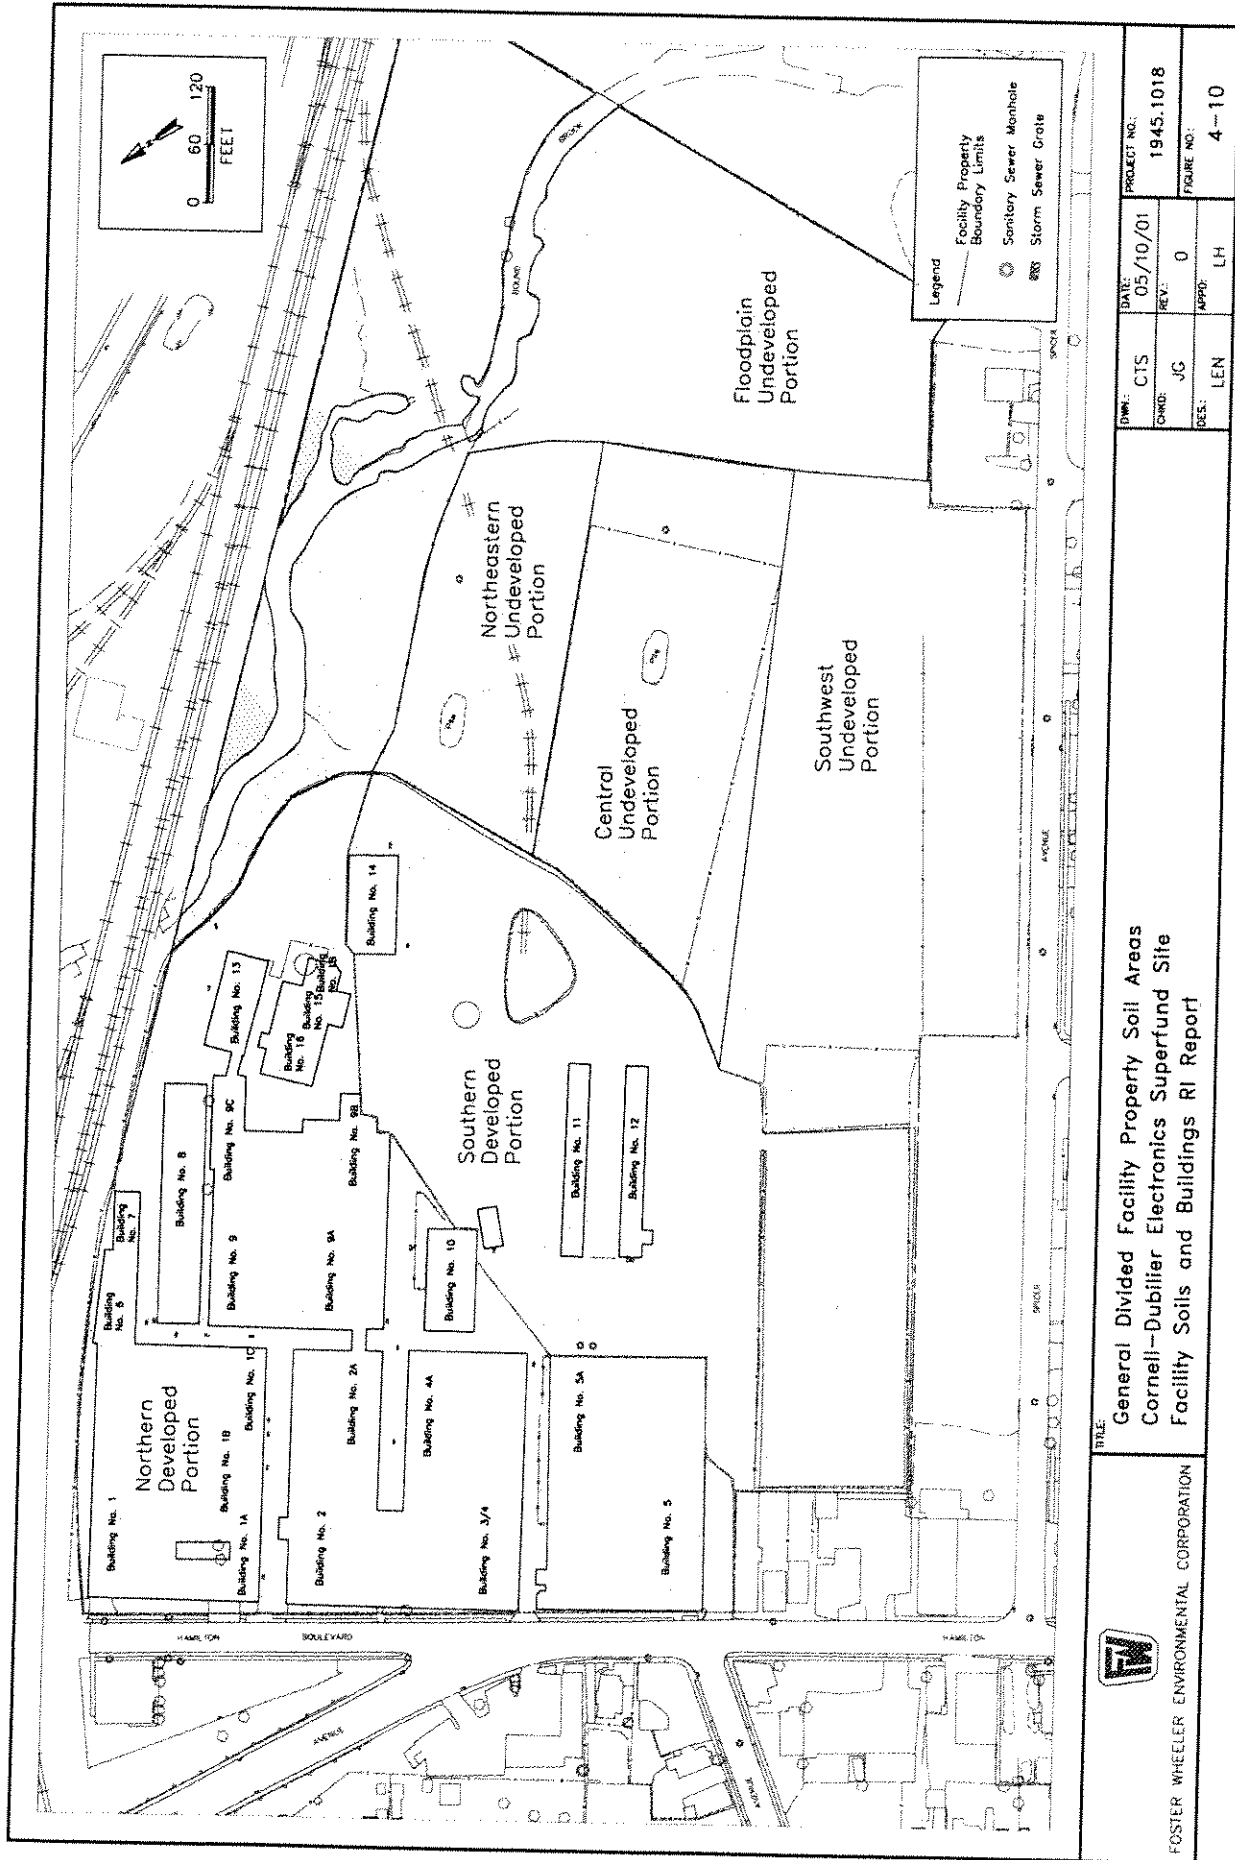 0 60 120
FEET
Legend
Facility Property
Boundary Limits
Sanitary Sewer Manhole
Storm Sewer Grate
Northern
Developed
Portion
Building No. 1
Building No. 1A
Building No. 1B
Building No. 1C
Building No. 2
Building No. 2A
Building No. 3/4
Building No. 4A
Building No. 5
Building No. 5A
Building
No. 6
Building
No. 7
Building No. 8
Building No. 9
Building No. 9A
Building No. 9B
Building No. 9C
Building No. 10
Building No. 11
Building No. 12
Building No. 13
Building No. 14
Building
No. 15
Building
No. 16
Building
Southern
Developed
Portion
Northeastern
Undeveloped
Portion
Central
Undeveloped
Portion
Southwest
Undeveloped
Portion
Floodplain
Undeveloped
Portion
BOUND
BROOK
HAMILTON
BOULEVARD
HAMILTON
AVENUE
AVENUE
SPICER
AVENUE
SPICER
FW
FOSTER WHEELER ENVIRONMENTAL CORPORATION
TITLE:
General Divided Facility Property Soil Areas
Cornell-Dubilier Electronics Superfund Site
Facility Soils and Buildings RI Report
DWN.:
CTS
DATE:
05/10/01
PROJECT NO.:
1945.1018
CHKD:
JG
REV.:
0
FIGURE NO.:
4-10
DES.:
LEN
APPD:
LH